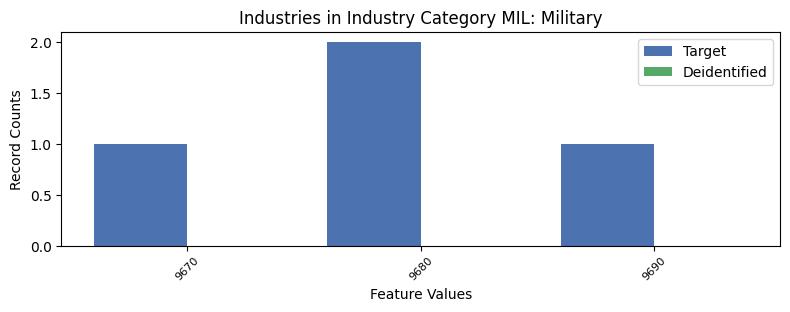 Industries in Industry Category MIL: Military
Target
Deidentified
2.0
1.5
1.0
0.5
0.0
Record Counts
9670
9680
9690
Feature Values